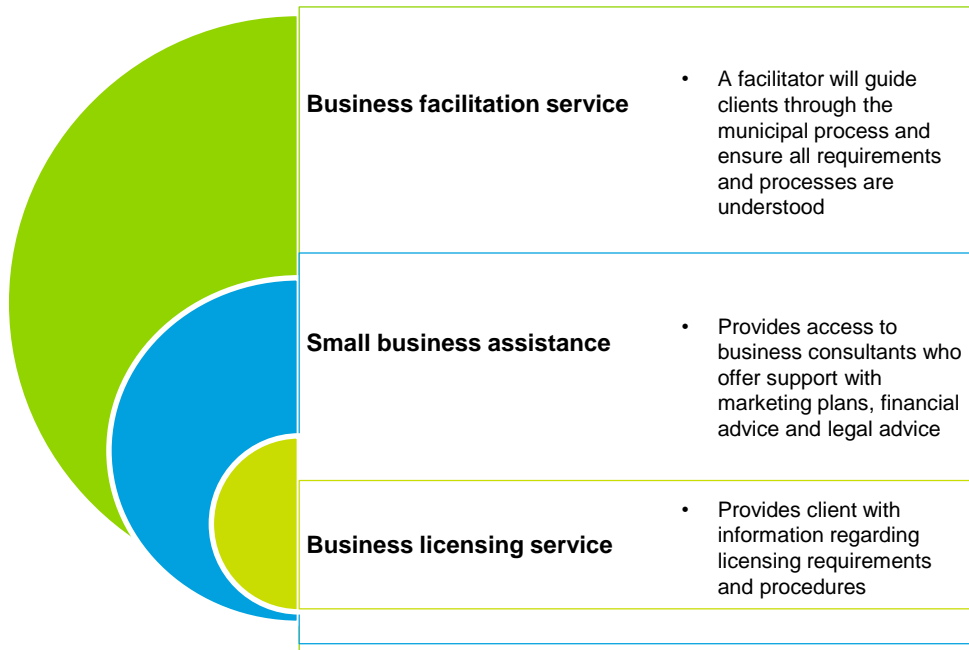 Business facilitation service
• A facilitator will guide
clients through the
municipal process and
ensure all requirements
and processes are
understood
Small business assistance
• Provides access to
business consultants who
offer support with
marketing plans, financial
advice and legal advice
Business licensing service
• Provides client with
information regarding
licensing requirements
and procedures